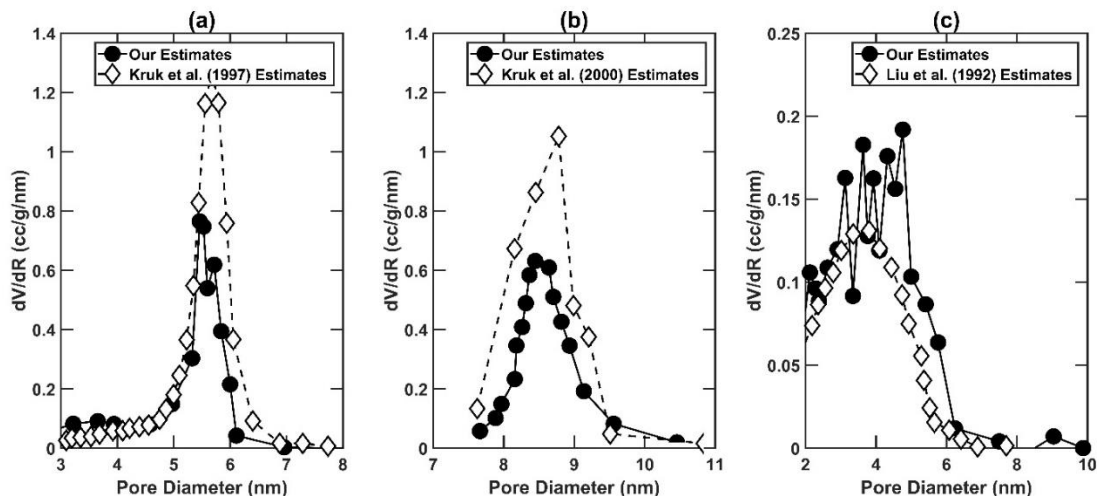 (a)
1.4
1.2
1
0.8
0.6
0.4
0.2
0
dV/dR (cc/g/nm)
Our Estimates
Kruk et al. (1997) Estimates
3 4 5 6 7 8
Pore Diameter (nm)
(b)
1.4
1.2
1
0.8
0.6
0.4
0.2
0
dV/dR (cc/g/nm)
Our Estimates
Kruk et al. (2000) Estimates
7 8 9 10 11
Pore Diameter (nm)
(c)
0.25
0.2
0.15
0.1
0.05
0
dV/dR (cc/g/nm)
Our Estimates
Liu et al. (1992) Estimates
2 4 6 8 10
Pore Diameter (nm)